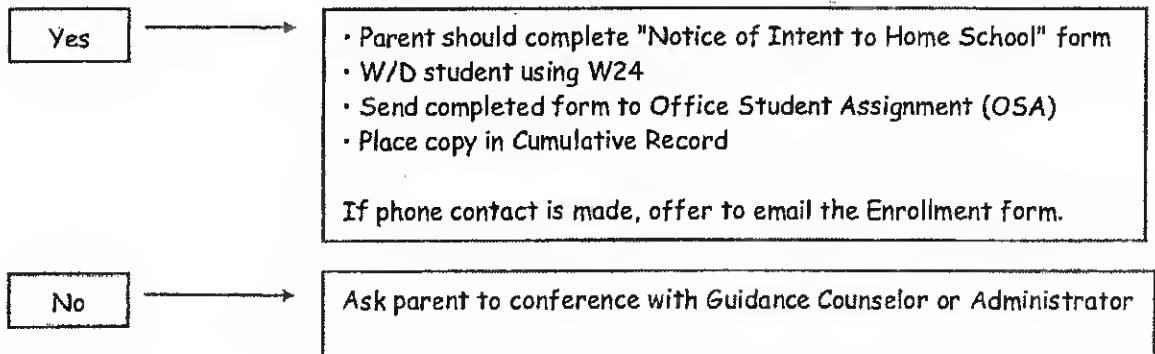 Yes
· Parent should complete "Notice of Intent to Home School" form
· W/D student using W24
· Send completed form to Office Student Assignment (OSA)
· Place copy in Cumulative Record
If phone contact is made, offer to email the Enrollment form.
No
Ask parent to conference with Guidance Counselor or Administrator